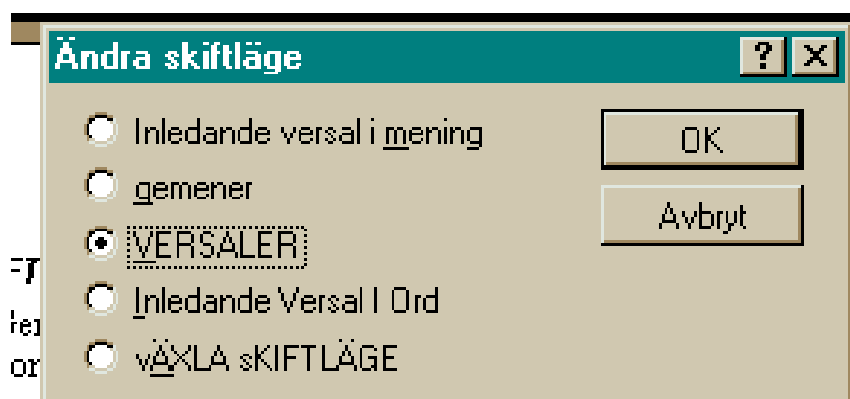 Ändra skiftläge
Inledande versal i mening
OK
gemener
Avbryt
VERSALER
Inledande Versal I Ord
vÄXLA sKIFTLÄGE